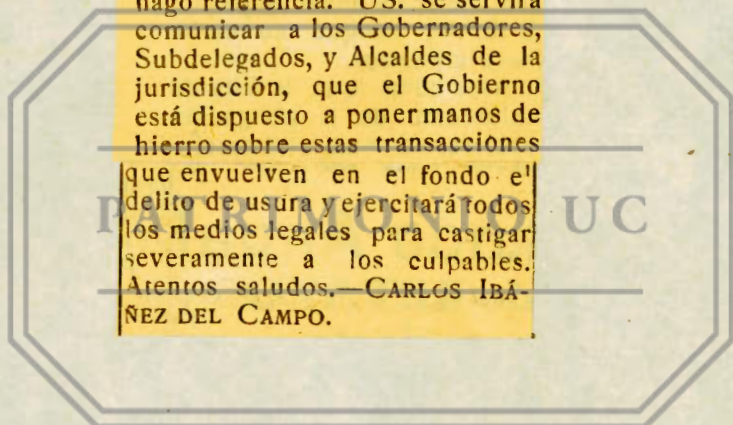 hago referencia. US. se servirá
comunicar a los Gobernadores,
Subdelegados, y Alcaldes de la
jurisdicción, que el Gobierno
está dispuesto a poner manos de
hierro sobre estas transacciones
que envuelven en el fondo el
delito de usura y ejercitará todos
los medios legales para castigar
severamente a los culpables.
Atentos saludos.—CARLOS IBÁ-
ÑEZ DEL CAMPO.
PATRIMONIO UC